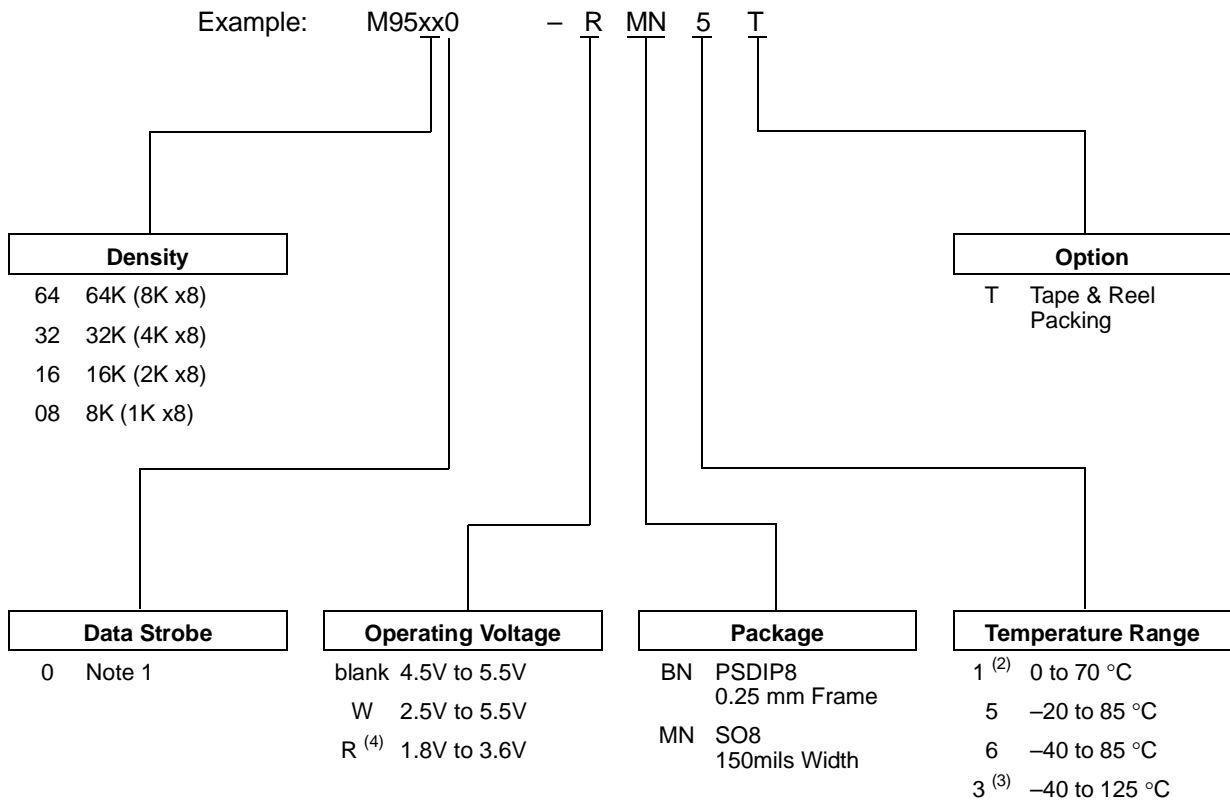 Example: M95xx0 – R MN 5 T
Density
64 64K (8K x8)
32 32K (4K x8)
16 16K (2K x8)
08 8K (1K x8)
Option
T Tape & Reel
Packing
Data Strobe
0 Note 1
Operating Voltage
blank 4.5V to 5.5V
W 2.5V to 5.5V
R (4) 1.8V to 3.6V
Package
BN PSDIP8
0.25 mm Frame
MN SO8
150mils Width
Temperature Range
1 (2) 0 to 70 °C
5 –20 to 85 °C
6 –40 to 85 °C
3 (3) –40 to 125 °C